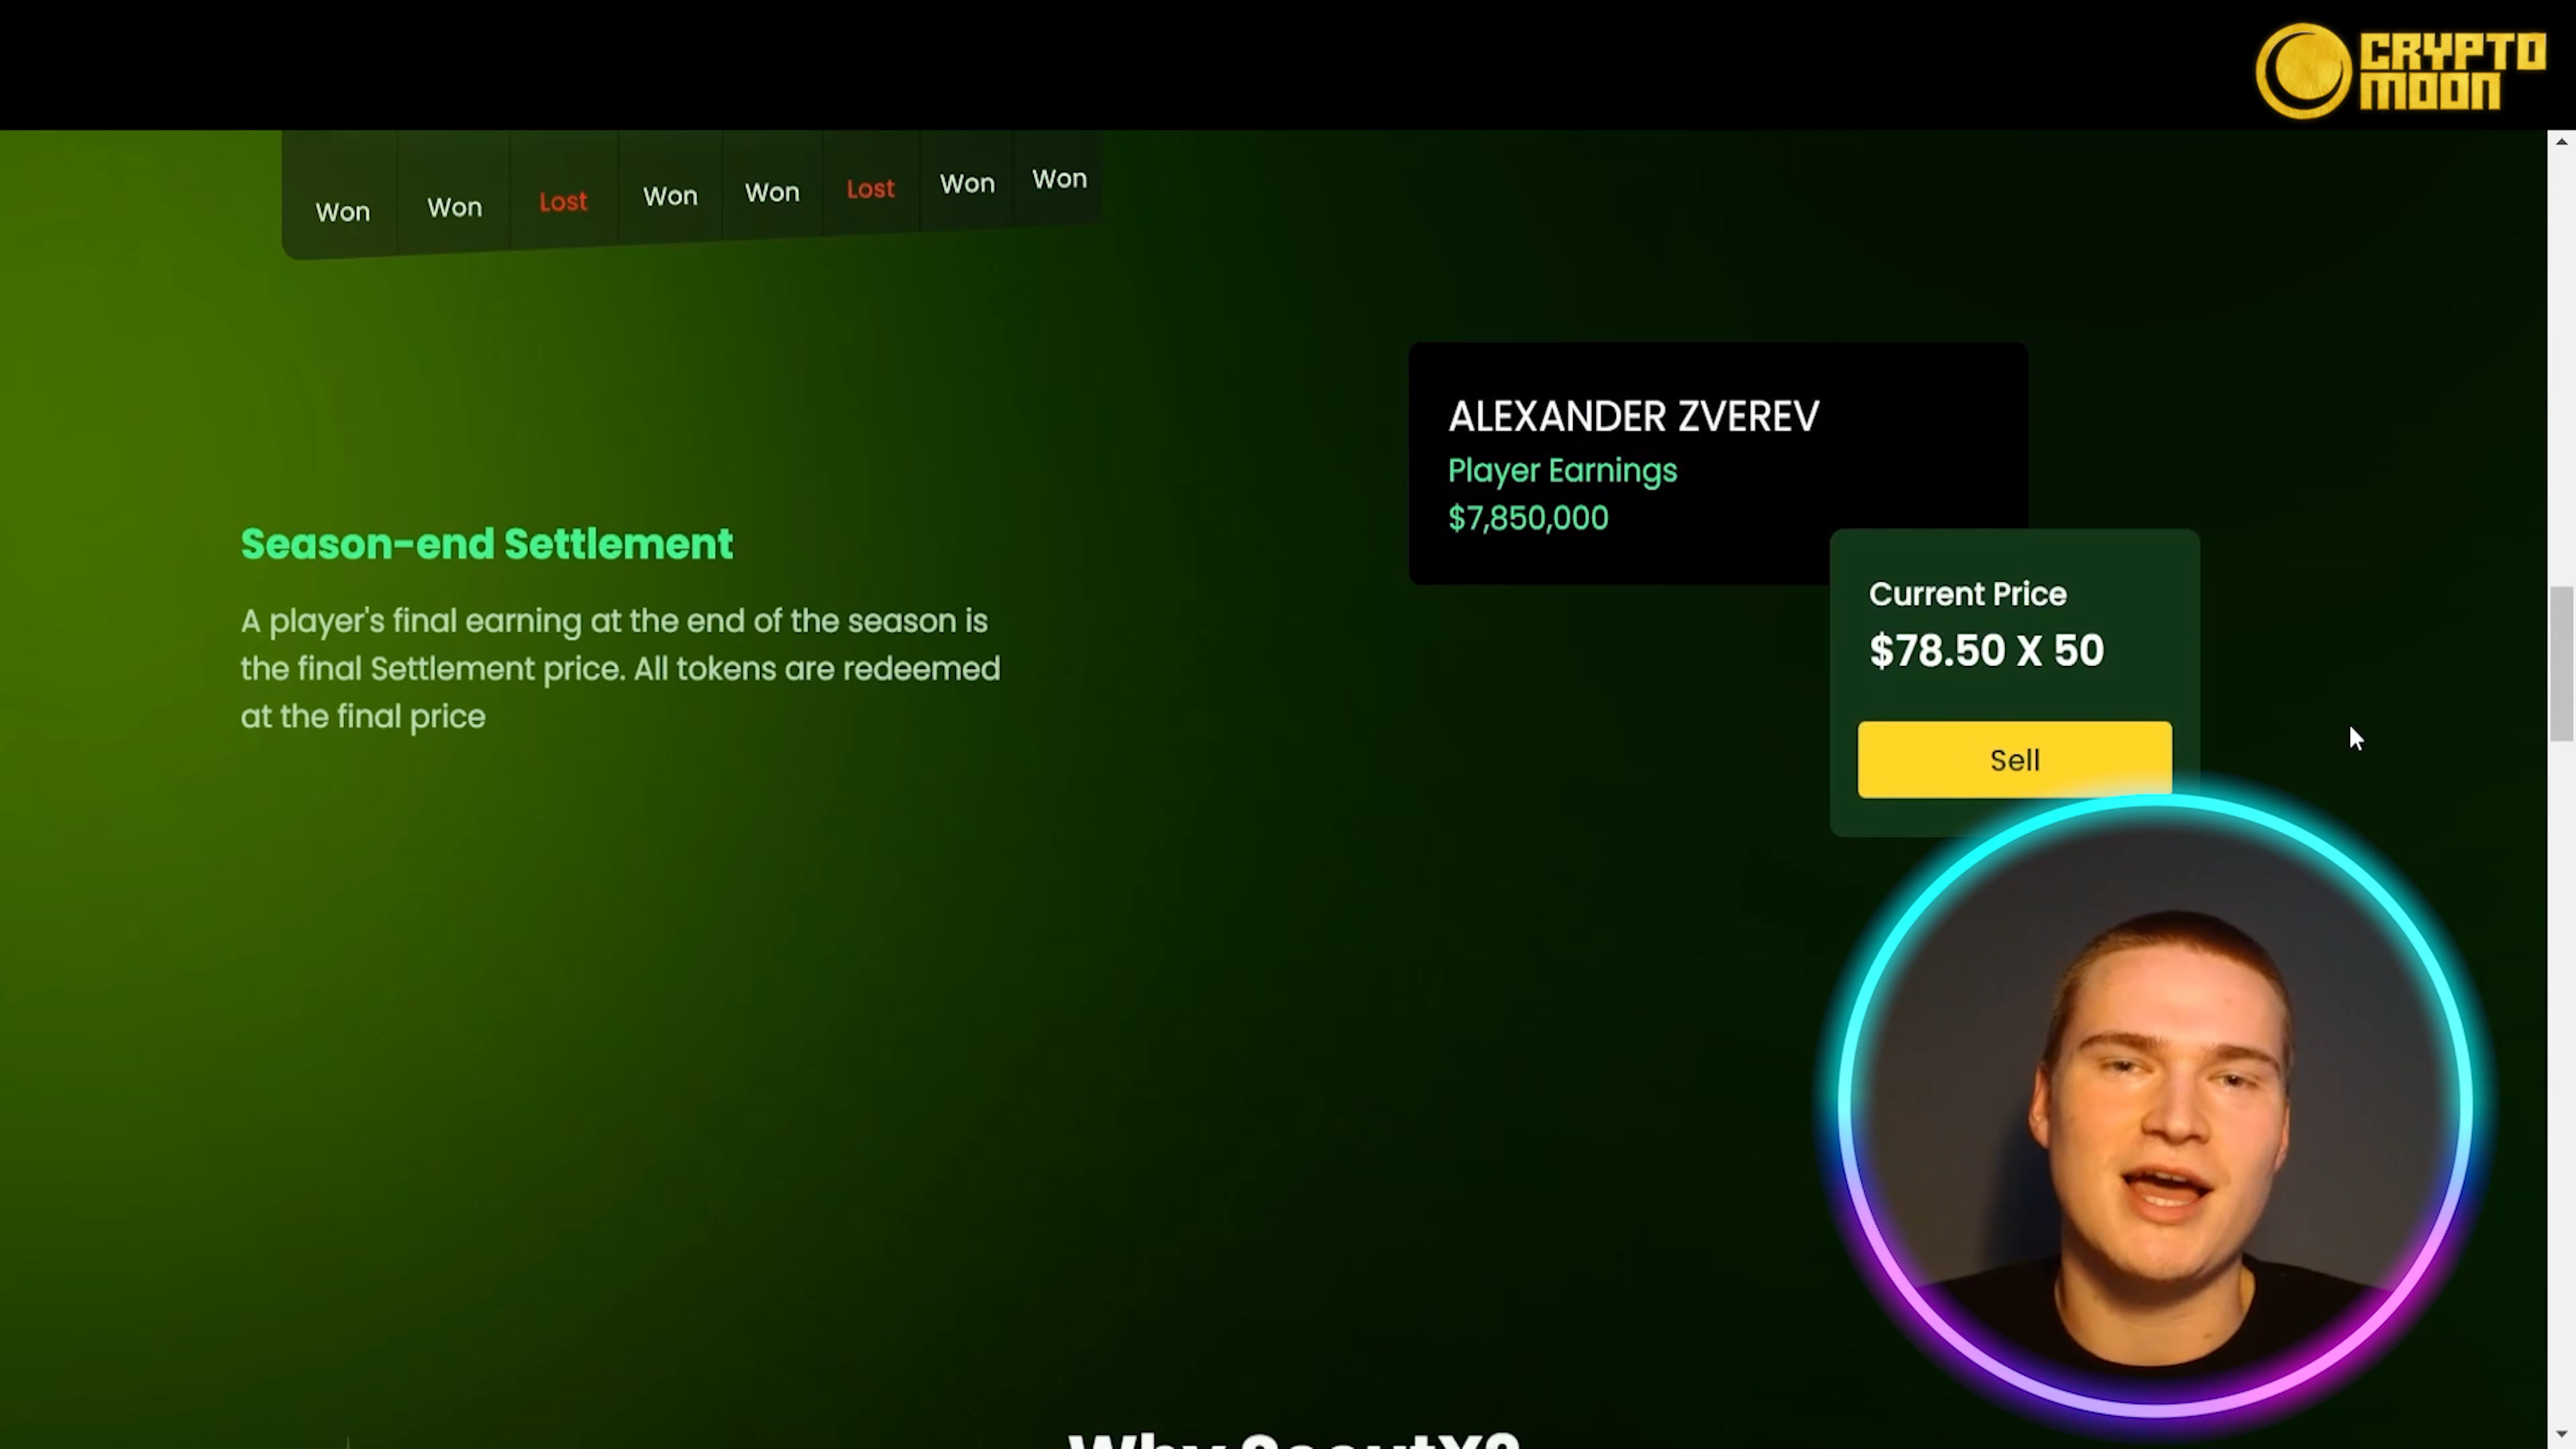 CRYPTO
MOON
Won Won Lost Won Won Lost Won Won
ALEXANDER ZVEREV
Player Earnings
$7,850,000
Season-end Settlement
A player's final earning at the end of the season is
the final Settlement price. All tokens are redeemed
at the final price
Current Price
$78.50 X 50
Sell
Why ScoutX?